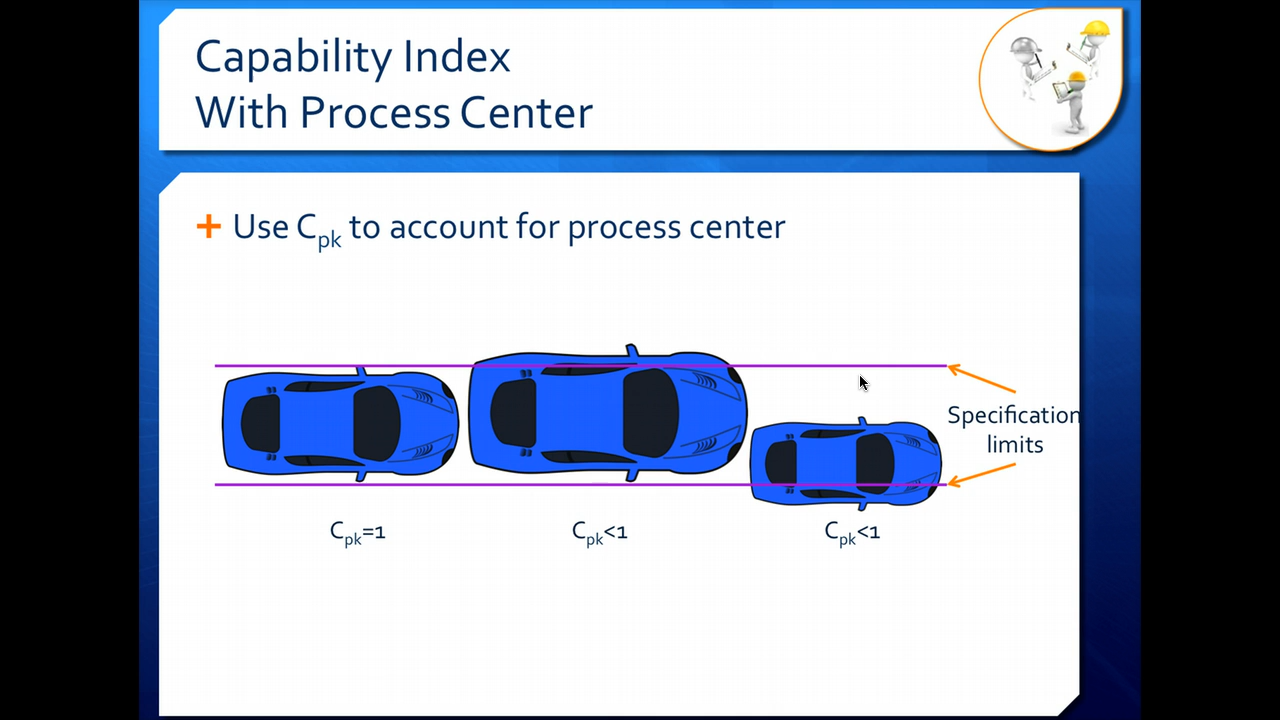 Capability Index
With Process Center
Use Cpk to account for process center
Specification
limits
Cpk=1
Cpk<1
Cpk<1